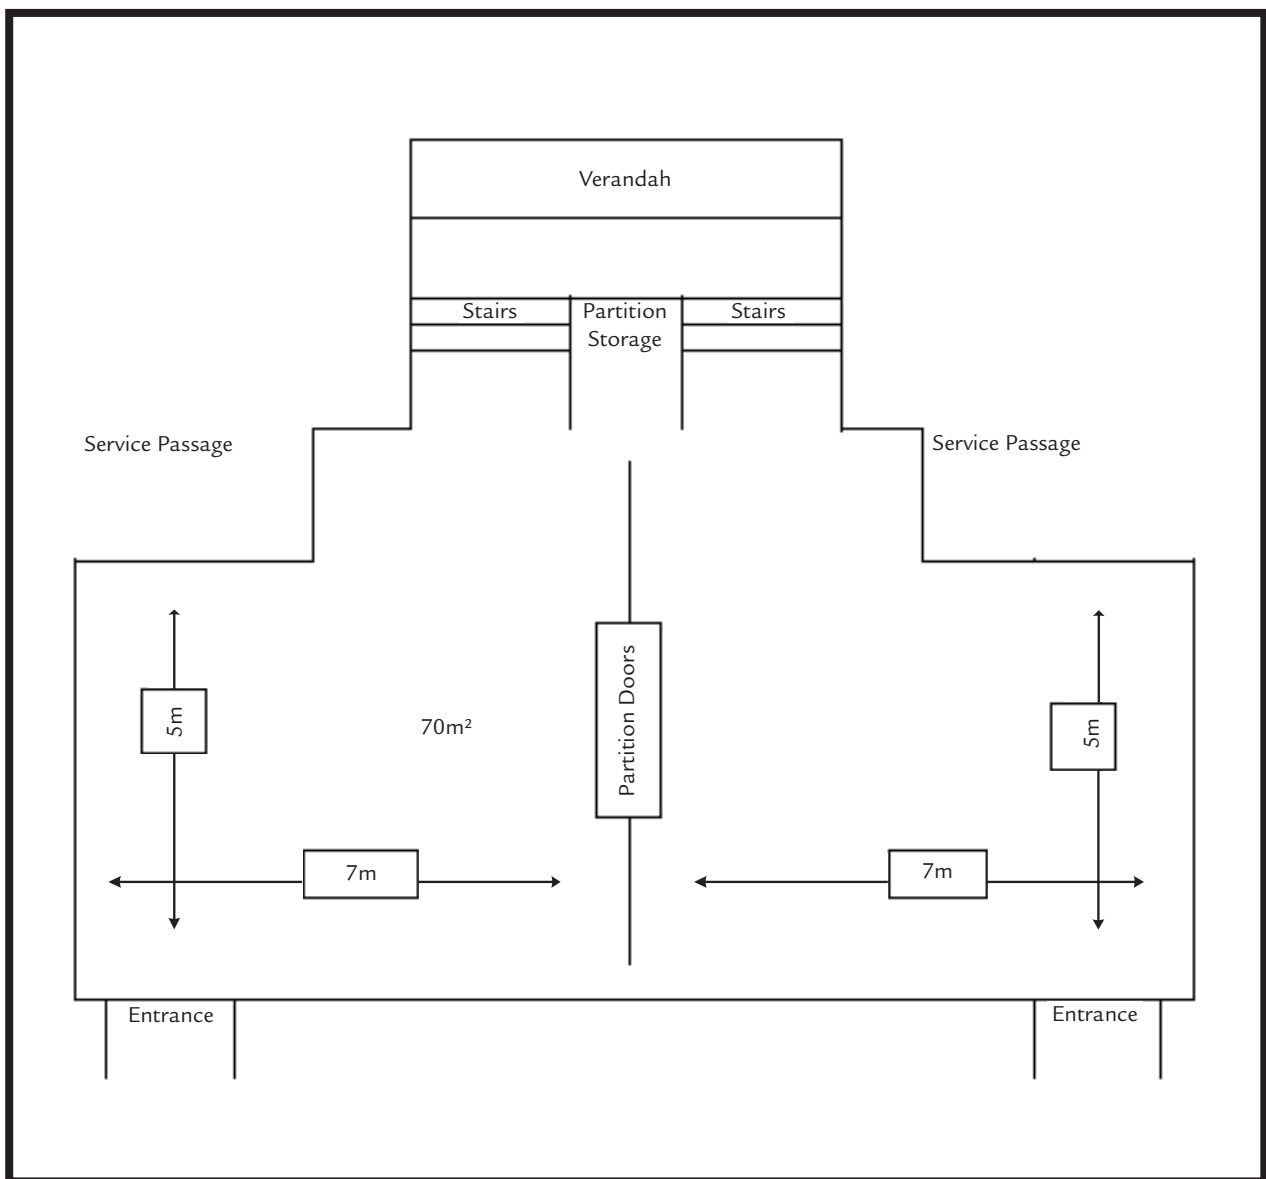 Verandah
Stairs
Partition
Storage
Stairs
Service Passage
Service Passage
5m
70m²
Partition Doors
5m
7m
7m
Entrance
Entrance